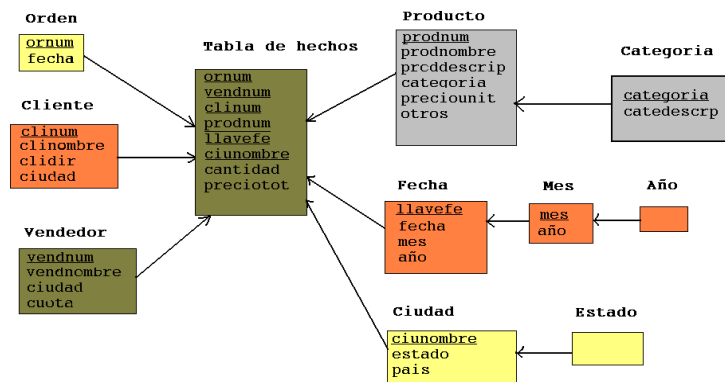 Orden
ornum
fecha
Cliente
clinum
clinombre
clidir
ciudad
Vendedor
vendnum
vendnombre
ciudad
cuota
Tabla de hechos
ornum
vendnum
clinum
prodnum
llavefe
ciunombre
cantidad
preciotot
Producto
prodnum
prodnombre
prcddescrip
categoria
preciounit
otros
Categoria
categoria
catedescrp
Fecha
llavefe
fecha
mes
año
Mes
mes
año
Año
Ciudad
ciunombre
estado
pais
Estado